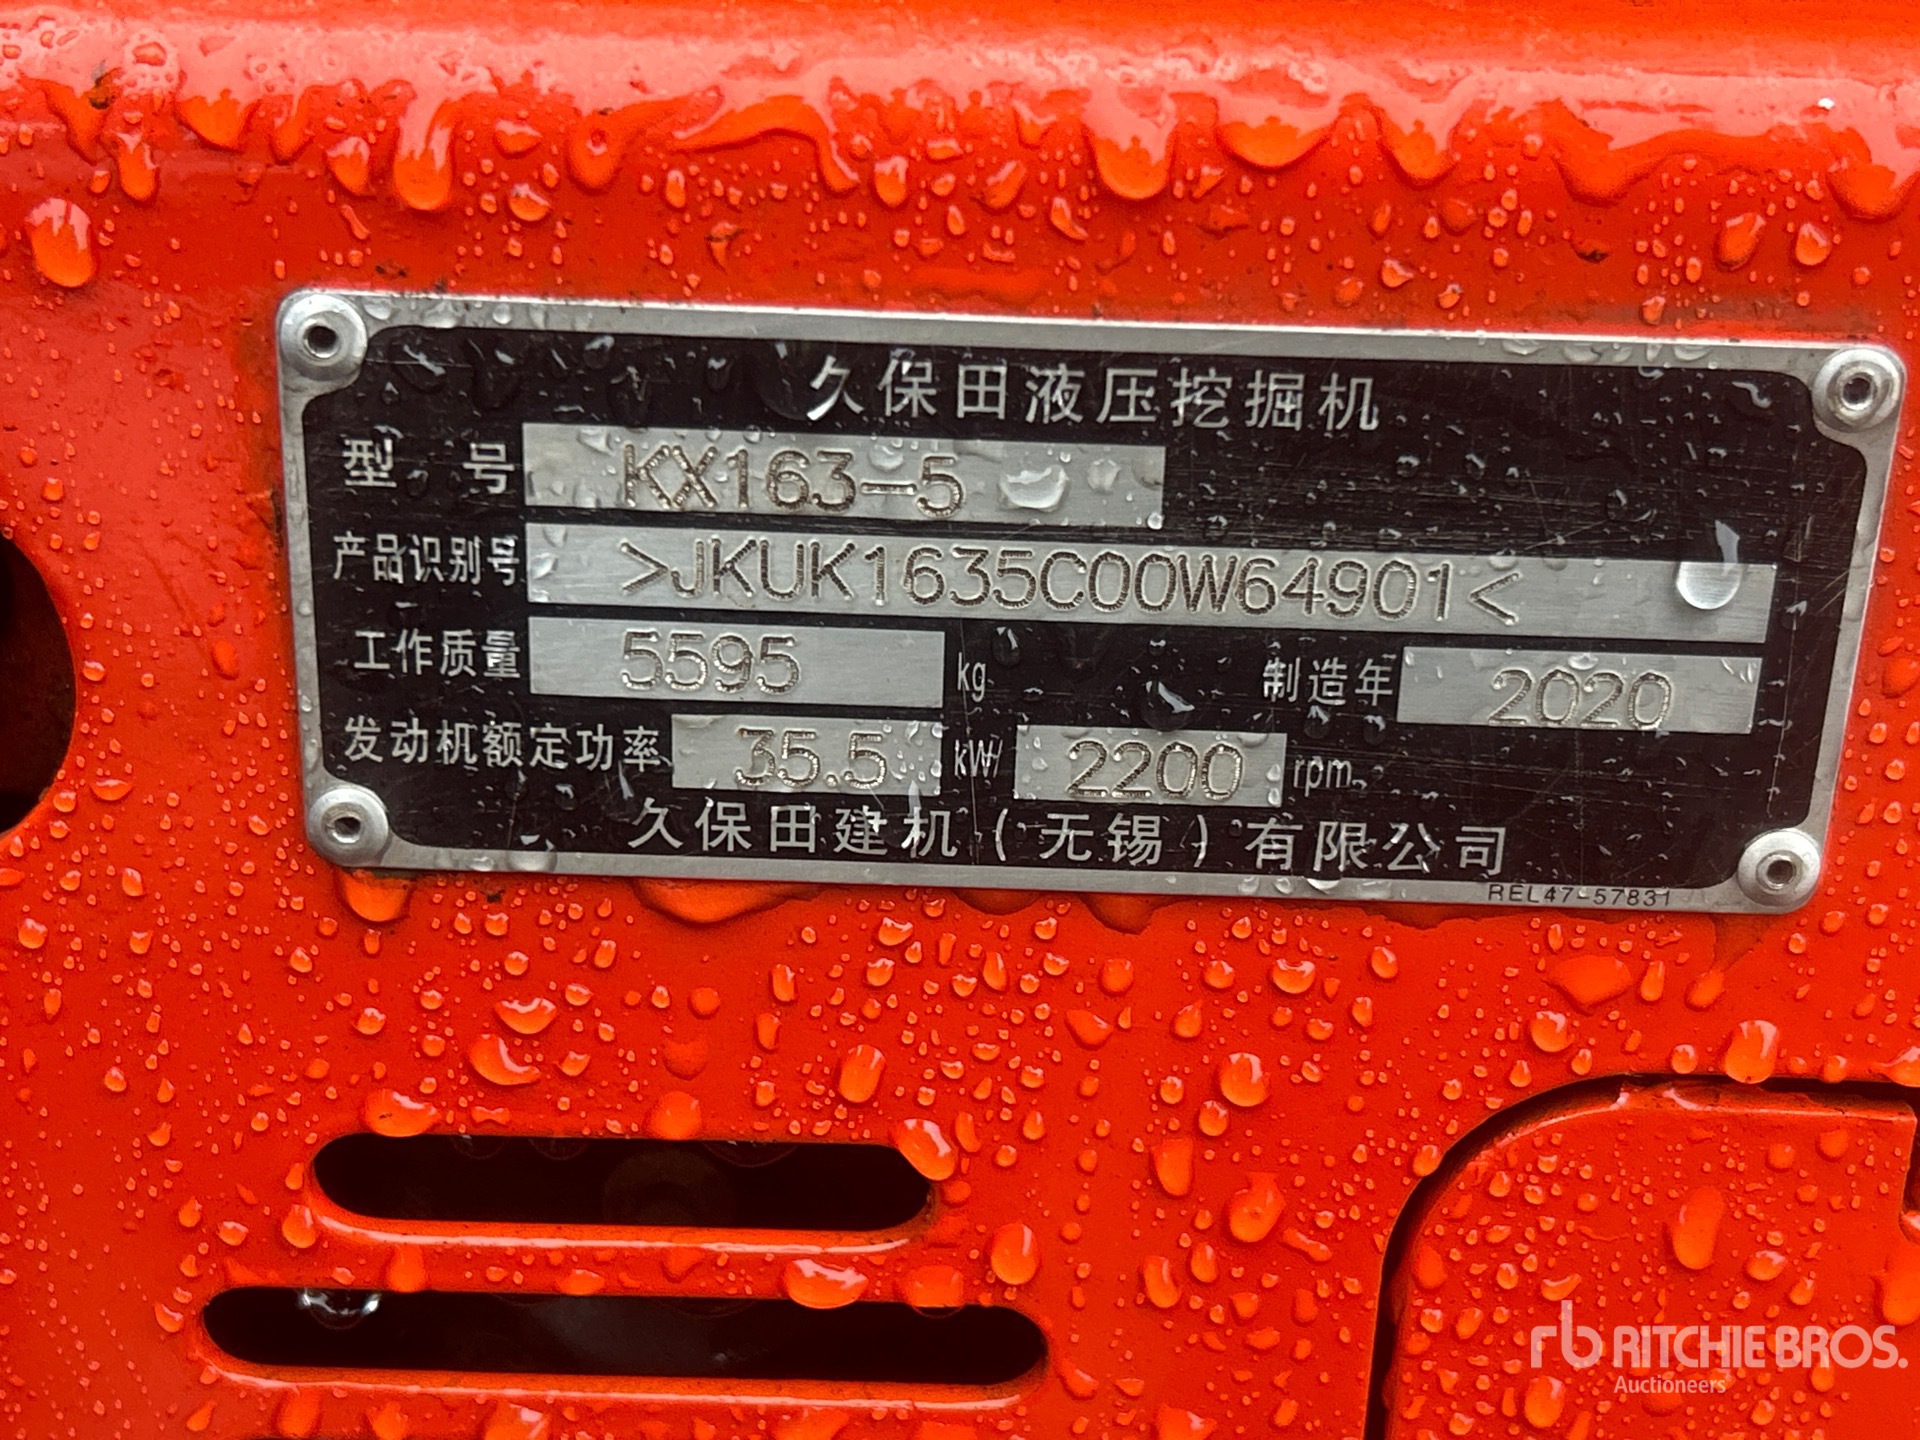 久保田液压挖掘机
型 号 KX163-5
产品识别号 >JKUK1635C00W64901<
工作质量 5595 kg 制造年 2020
发动机额定功率 35.5 kW/ 2200 rpm
久保田建机(无锡)有限公司
REL47-57831
rb RITCHIE BROS.
Auctioneers